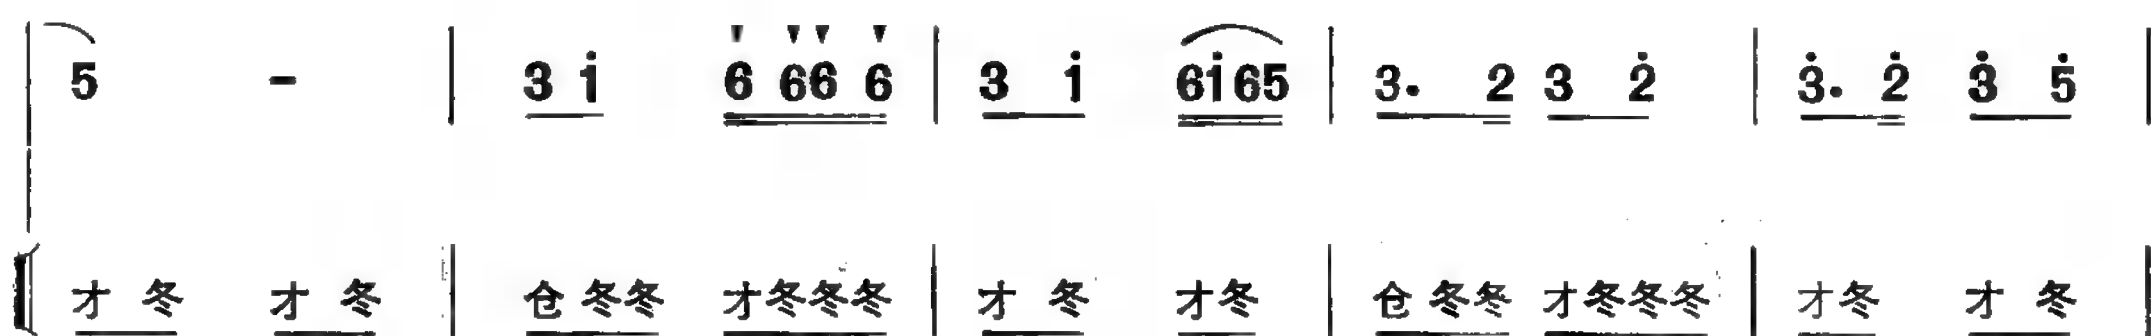 5 - | 3 i̇ 6 66 6 | 3 i̇ 6i̇65 | 3. 2 3 2̇ | 3̇. 2̇ 3̇ 5̇ |
才 冬 才 冬 | 仓 冬冬 才冬冬冬 | 才 冬 才冬 | 仓 冬冬 才冬冬冬 | 才冬 才 冬 |